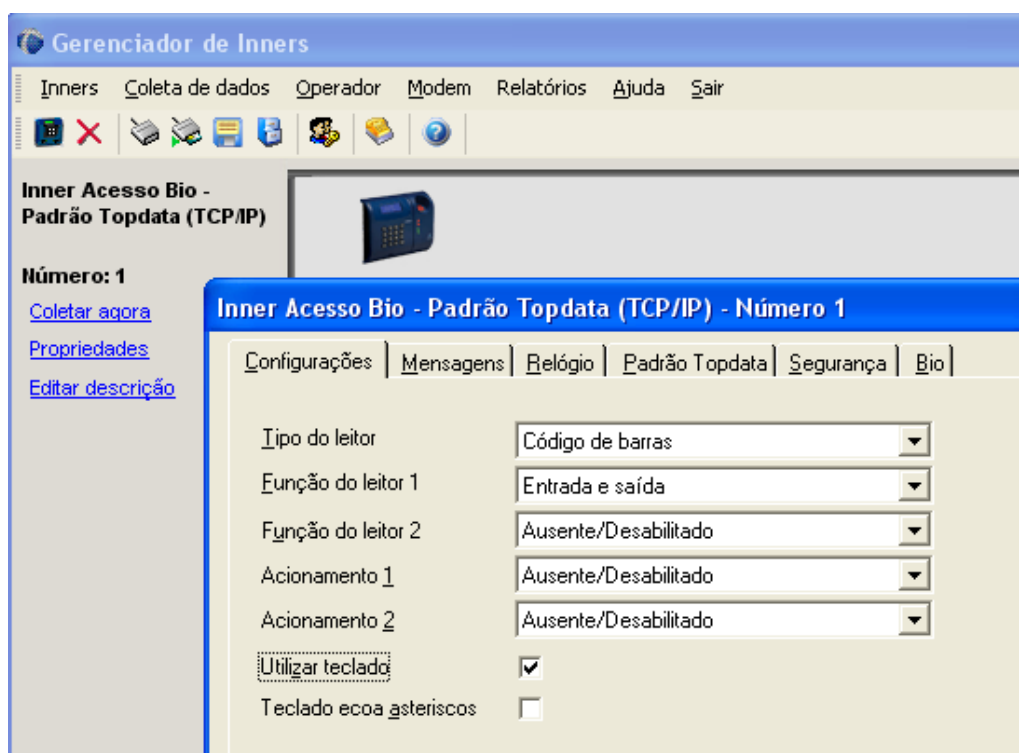 Gerenciador de Inners
Inners Coleta de dados Operador Modem Relatórios Ajuda Sair
Inner Acesso Bio -
Padrão Topdata (TCP/IP)
Número: 1
Coletar agora
Propriedades
Editar descrição
Inner Acesso Bio - Padrão Topdata (TCP/IP) - Número 1
Configurações Mensagens Relógio Padrão Topdata Segurança Bio
Tipo do leitor Código de barras
Função do leitor 1 Entrada e saída
Função do leitor 2 Ausente/Desabilitado
Acionamento 1 Ausente/Desabilitado
Acionamento 2 Ausente/Desabilitado
Utilizar teclado
Teclado ecoa asteriscos